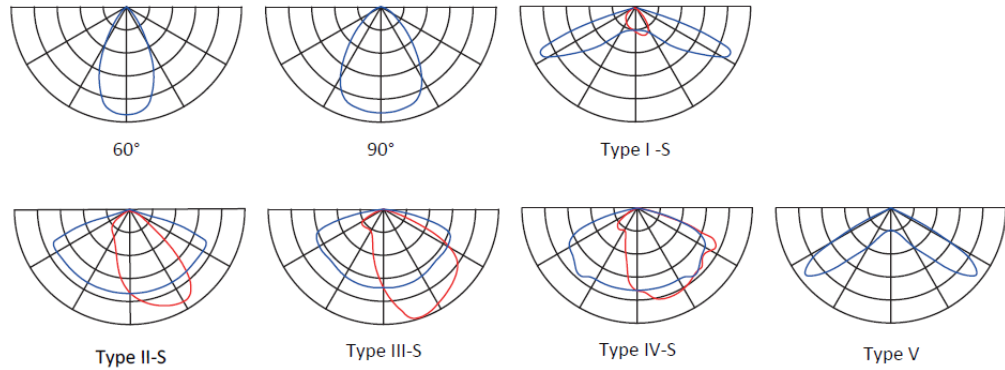 60°
90°
Type I -S
Type II-S
Type III-S
Type IV-S
Type V